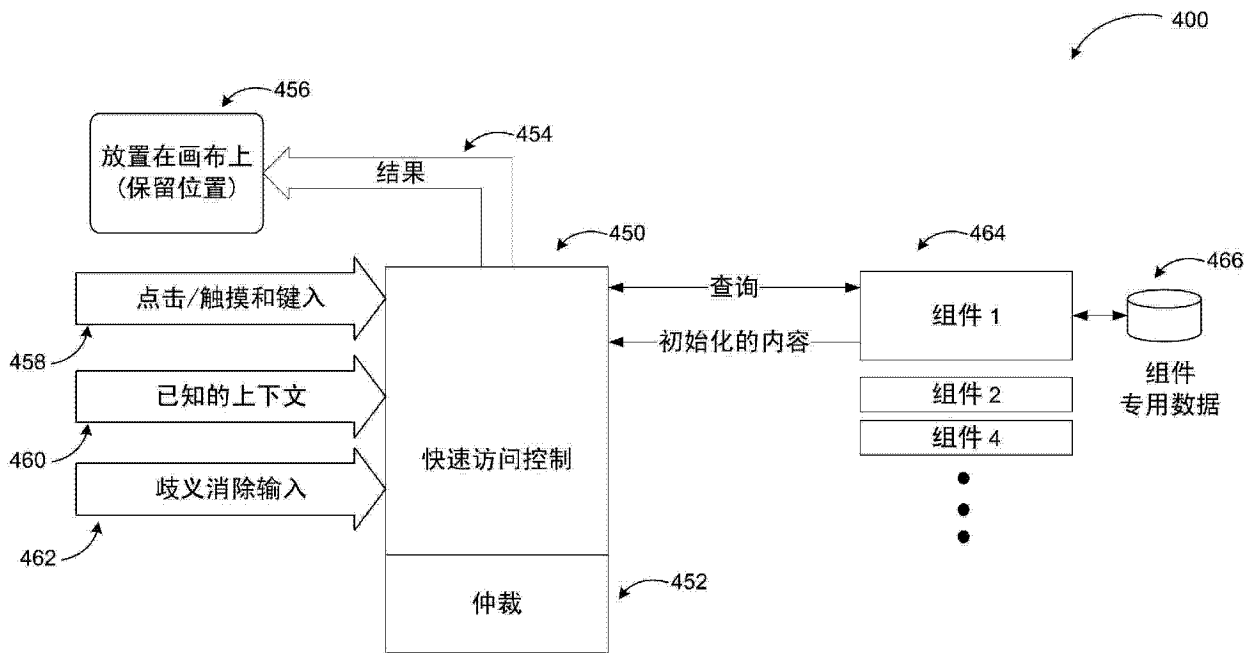 400
456
454
放置在画布上
(保留位置)
结果
450
464
466
点击/触摸和键入
查询
组件 1
458
初始化的内容
组件
专用数据
已知的上下文
组件 2
460
快速访问控制
组件 4
歧义消除输入
462
452
仲裁